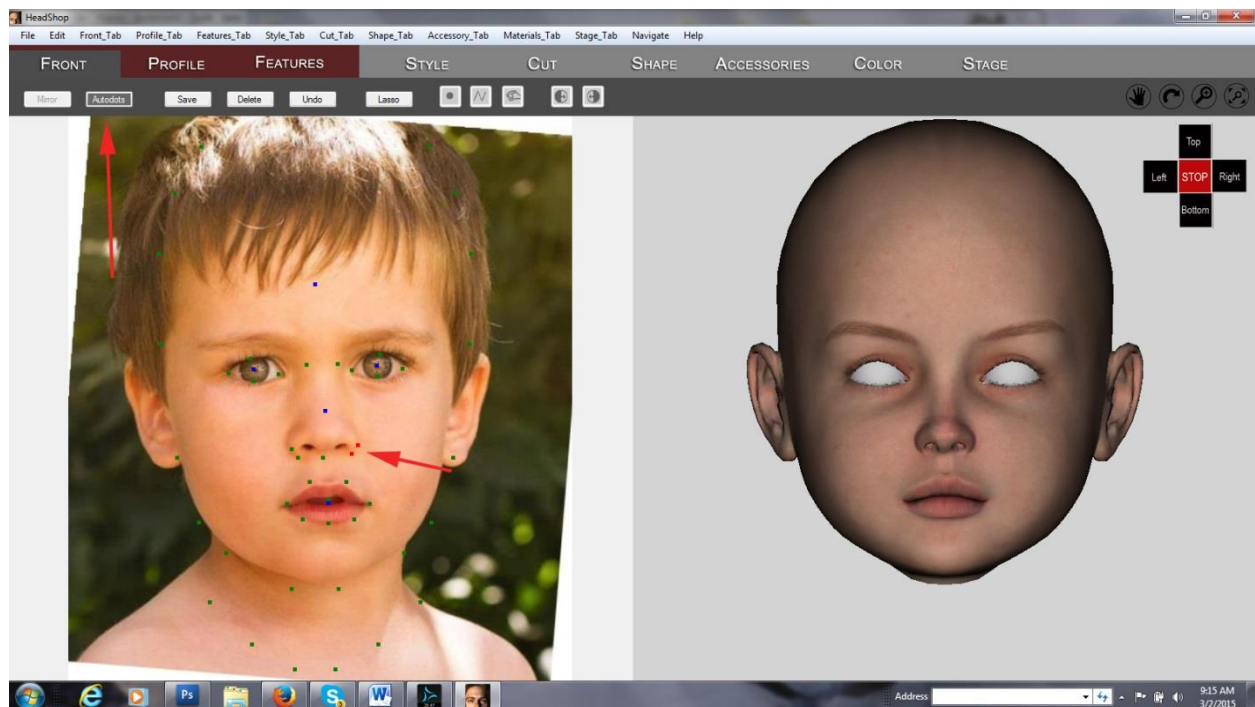 HeadShop
File Edit Front_Tab Profile_Tab Features_Tab Style_Tab Cut_Tab Shape_Tab Accessory_Tab Materials_Tab Stage_Tab Navigate Help
FRONT PROFILE FEATURES STYLE CUT SHAPE ACCESSORIES COLOR STAGE
Mirror Autodots Save Delete Undo Lasso
Top
Left STOP Right
Bottom
Ps
Address
9:15 AM
3/2/2015